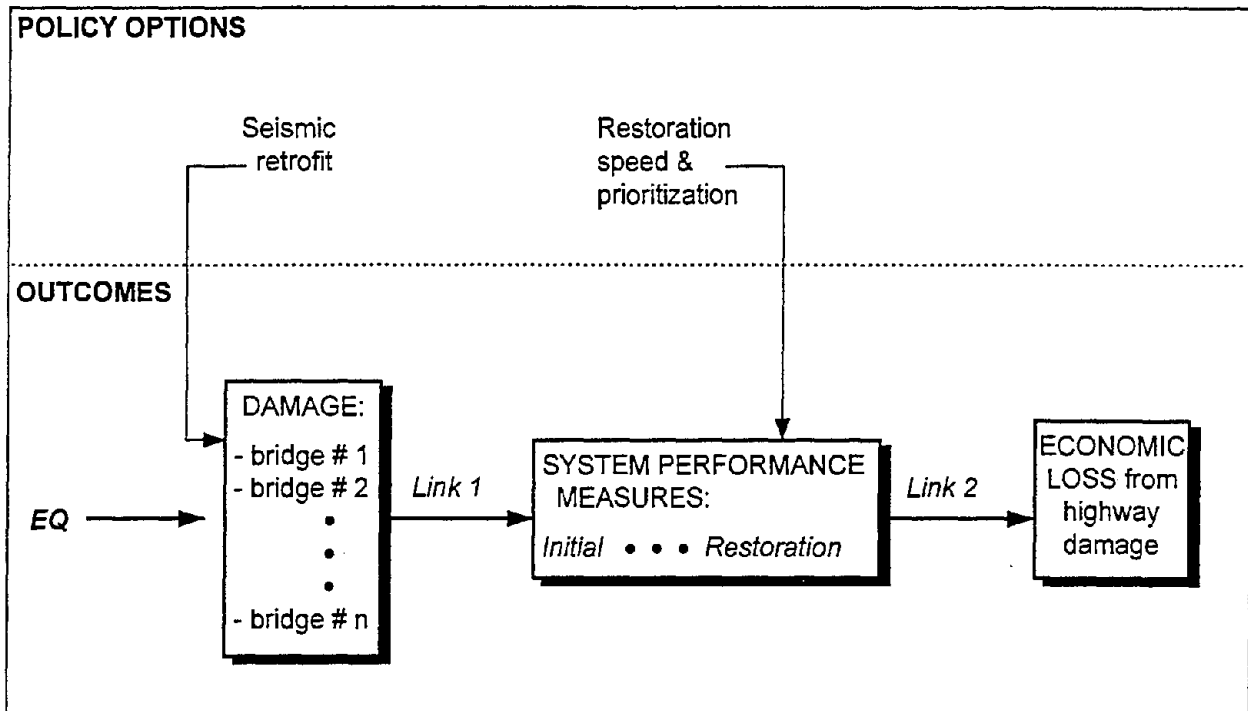 POLICY OPTIONS
Seismic
retrofit
Restoration
speed &
prioritization
OUTCOMES
EQ
DAMAGE:
- bridge # 1
- bridge # 2
- bridge # n
Link 1
SYSTEM PERFORMANCE
MEASURES:
Initial • • • Restoration
Link 2
ECONOMIC
LOSS from
highway
damage